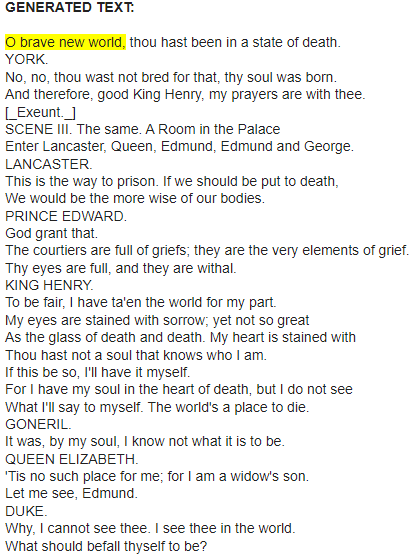 GENERATED TEXT:
O brave new world, thou hast been in a state of death.
YORK.
No, no, thou wast not bred for that, thy soul was born.
And therefore, good King Henry, my prayers are with thee.
[_Exeunt._]
SCENE III. The same. A Room in the Palace
Enter Lancaster, Queen, Edmund, Edmund and George.
LANCASTER.
This is the way to prison. If we should be put to death,
We would be the more wise of our bodies.
PRINCE EDWARD.
God grant that.
The courtiers are full of griefs; they are the very elements of grief.
Thy eyes are full, and they are withal.
KING HENRY.
To be fair, I have ta'en the world for my part.
My eyes are stained with sorrow; yet not so great
As the glass of death and death. My heart is stained with
Thou hast not a soul that knows who I am.
If this be so, I'll have it myself.
For I have my soul in the heart of death, but I do not see
What I'll say to myself. The world's a place to die.
GONERIL.
It was, by my soul, I know not what it is to be.
QUEEN ELIZABETH.
'Tis no such place for me; for I am a widow's son.
Let me see, Edmund.
DUKE.
Why, I cannot see thee. I see thee in the world.
What should befall thyself to be?